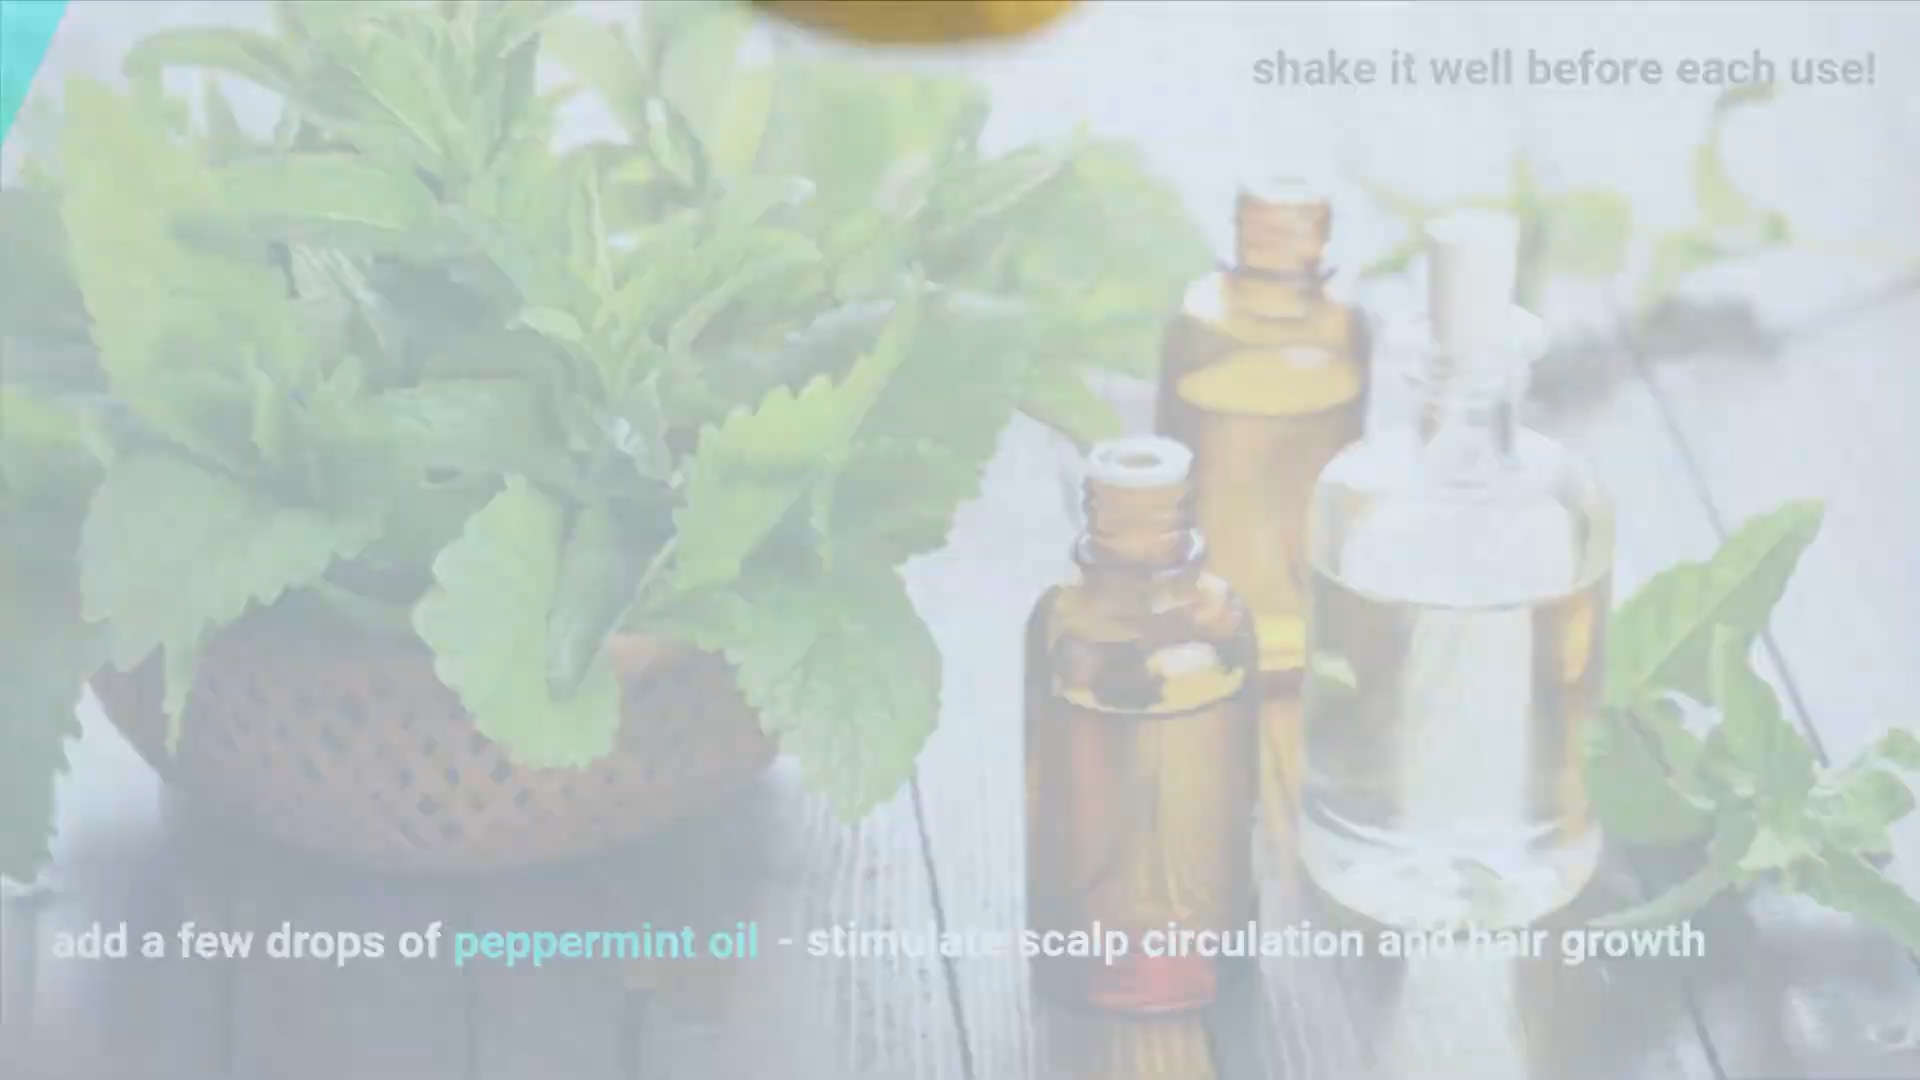 shake it well before each use!
add a few drops of peppermint oil - stimulate scalp circulation and hair growth